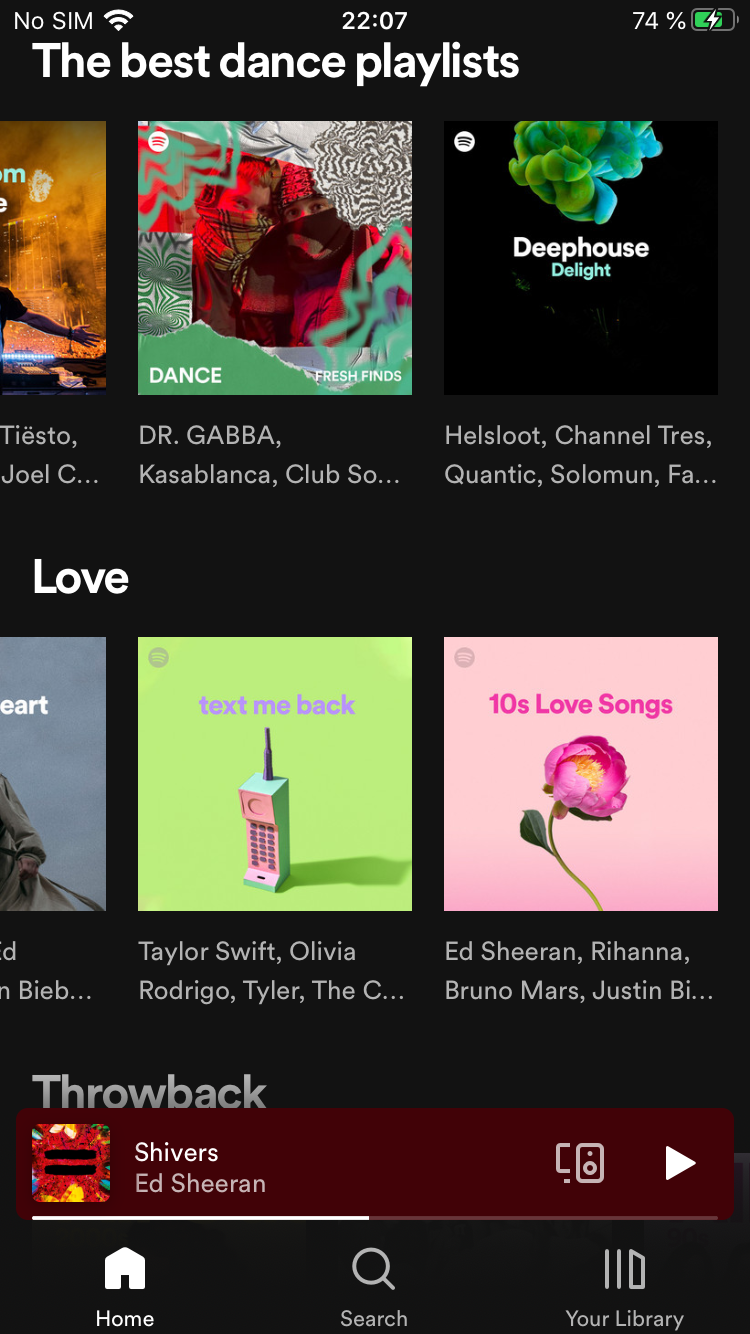 No SIM 22:07 74 %
The best dance playlists
om
e
Deephouse
Delight
DANCE FRESH FINDS
Tiësto,
Joel C...
DR. GABBA,
Kasablanca, Club So...
Helsloot, Channel Tres,
Quantic, Solomun, Fa...
Love
eart
text me back
10s Love Songs
Ed
n Bieb...
Taylor Swift, Olivia
Rodrigo, Tyler, The C...
Ed Sheeran, Rihanna,
Bruno Mars, Justin Bi...
Throwback
Shivers
Ed Sheeran
Home Search Your Library